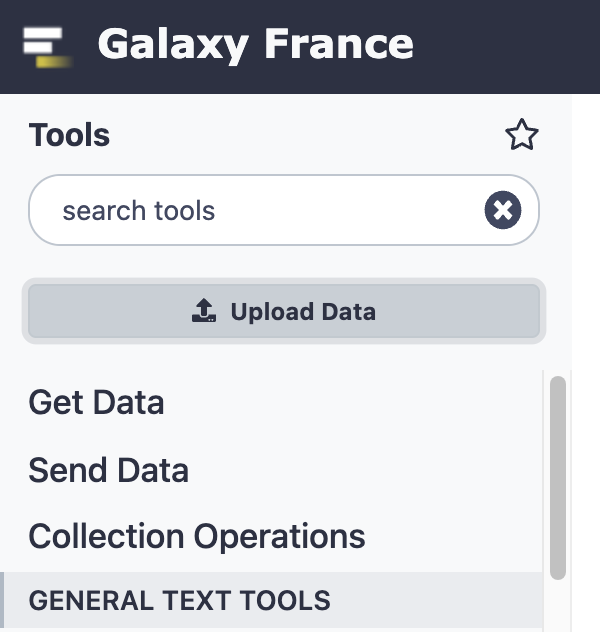 Galaxy France
Tools
search tools
Upload Data
Get Data
Send Data
Collection Operations
GENERAL TEXT TOOLS